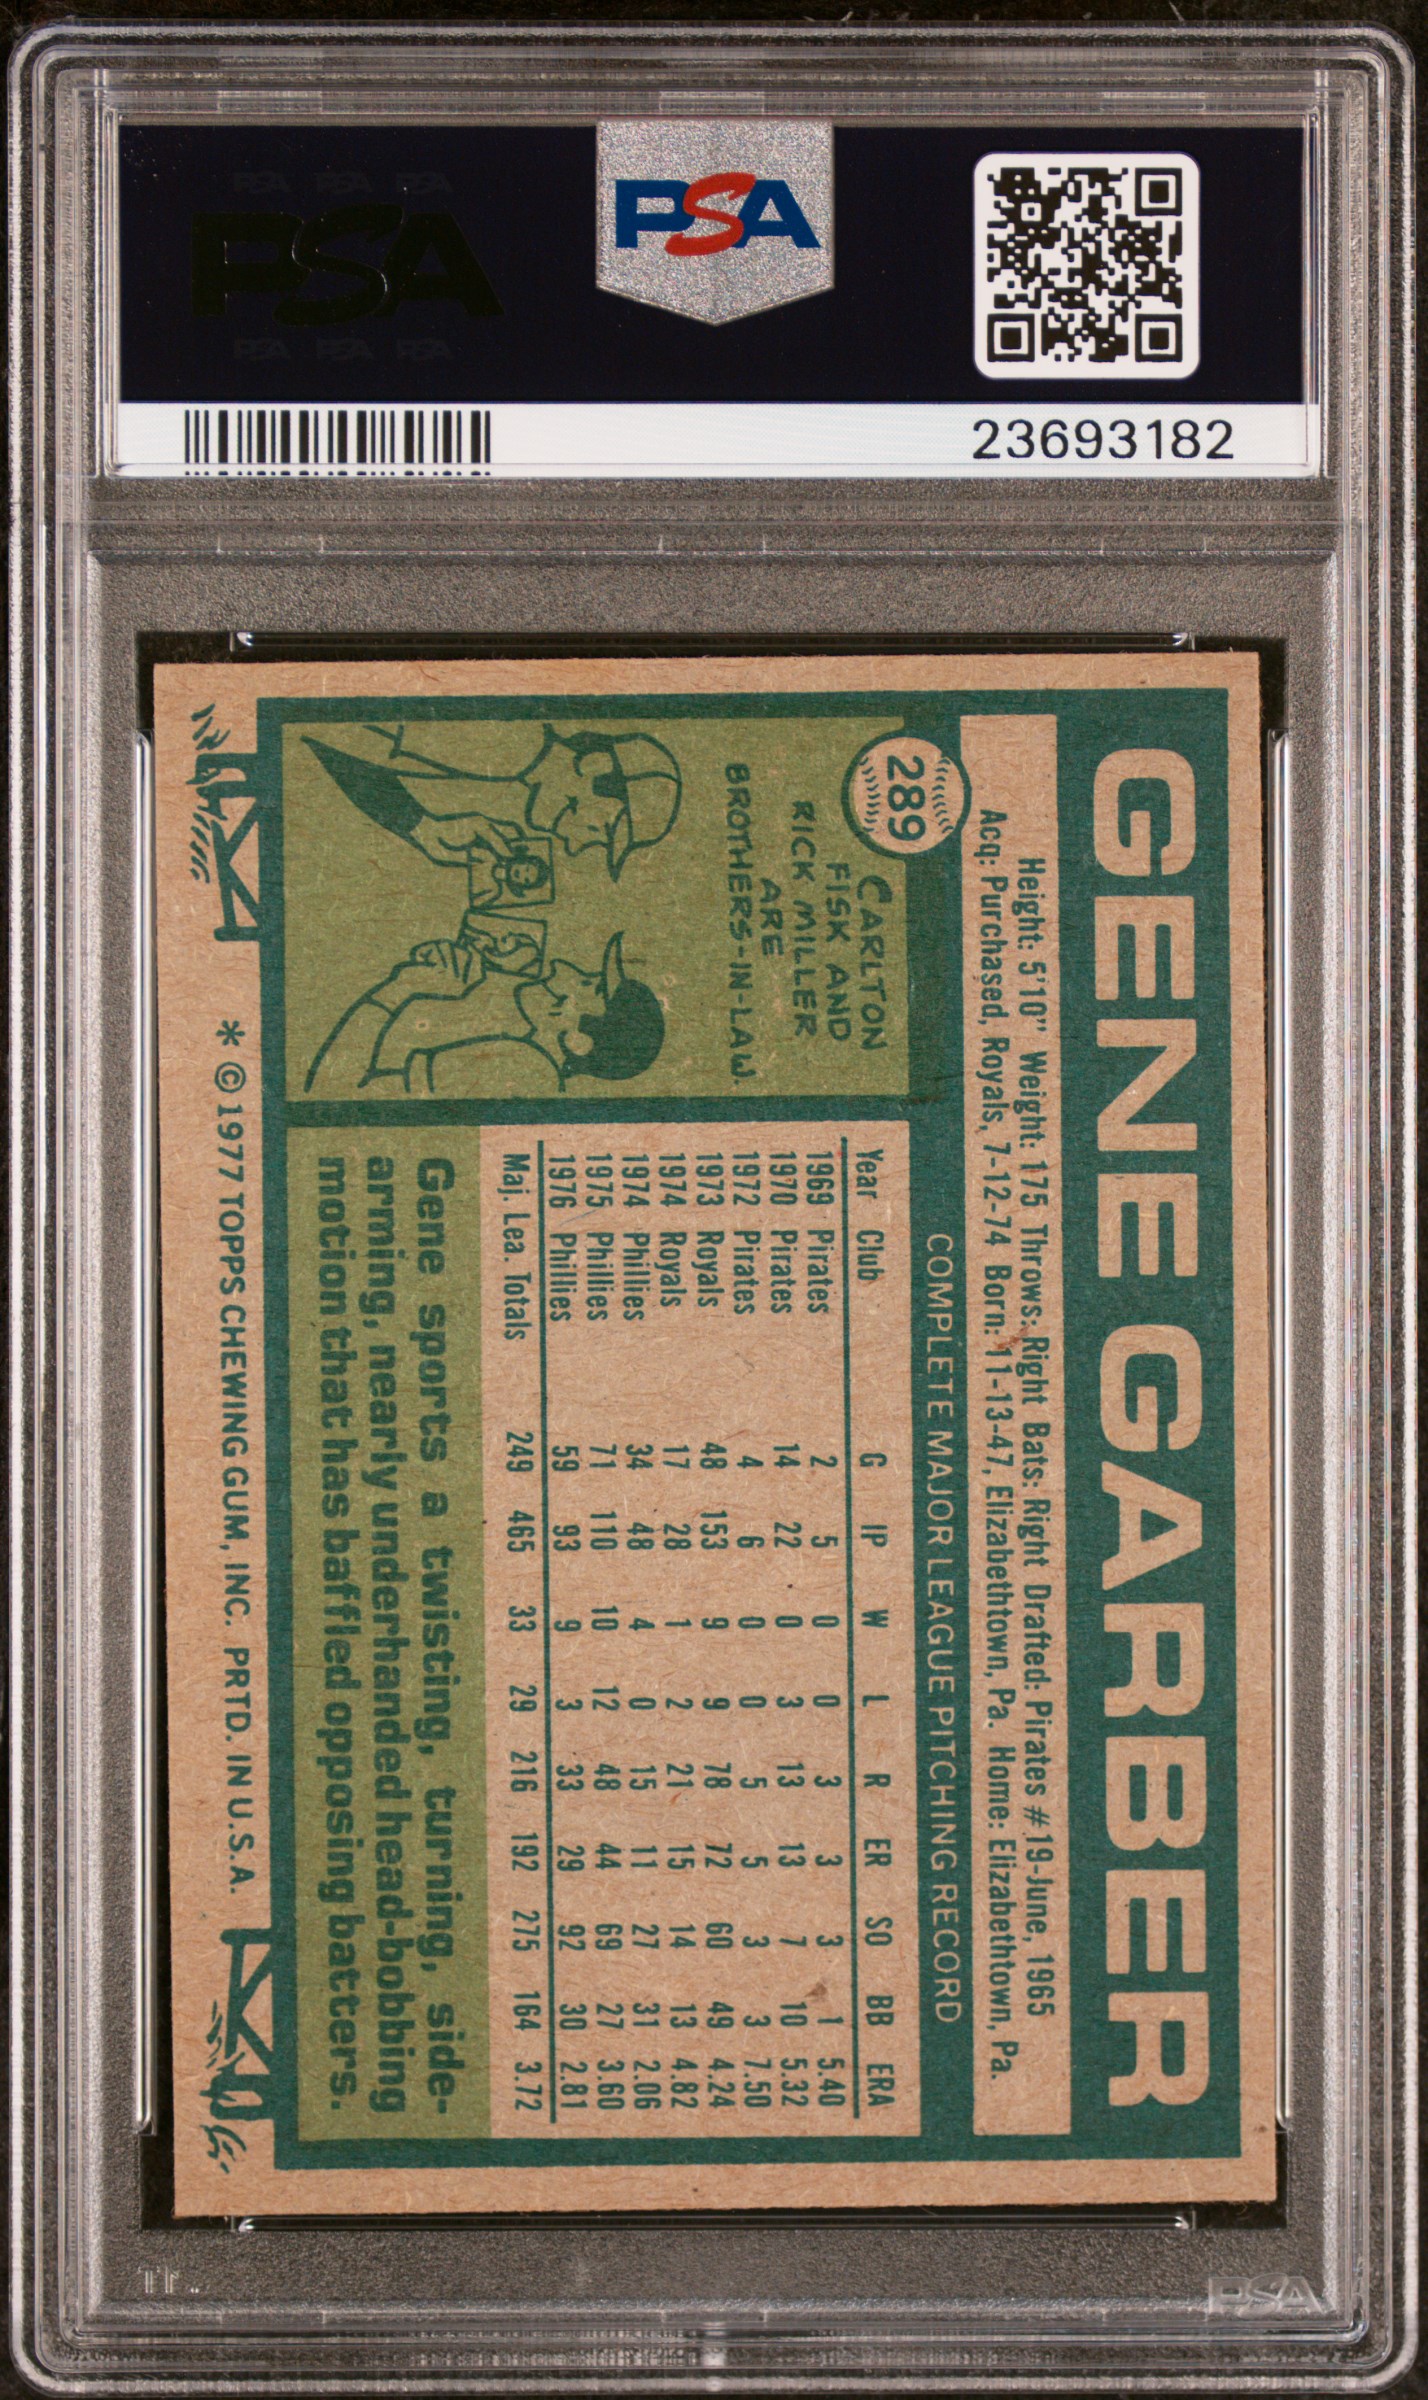 PSA PSA PSA
PSA
PSA PSA PSA
PSA
23693182
GENE GARBER
Height: 5'10" Weight: 175 Throws: Right Bats: Right Drafted: Pirates #19-June, 1965
Acq: Purchased, Royals, 7-12-74 Born: 11-13-47, Elizabethtown, Pa. Home: Elizabethtown, Pa.
289
CARLTON
FISK AND
RICK MILLER
ARE
BROTHERS-IN-LAW.
COMPLETE MAJOR LEAGUE PITCHING RECORD
Year Club G IP W L R ER SO BB ERA
1969 Pirates 2 5 0 0 3 3 3 1 5.40
1970 Pirates 14 22 0 3 13 13 7 10 5.32
1972 Pirates 4 6 0 0 5 5 3 3 7.50
1973 Royals 48 153 9 9 78 72 60 49 4.24
1974 Royals 17 28 1 2 21 15 14 13 4.82
1974 Phillies 34 48 4 0 15 11 27 31 2.06
1975 Phillies 71 110 10 12 48 44 69 27 3.60
1976 Phillies 59 93 9 3 33 29 92 30 2.81
Maj. Lea. Totals 249 465 33 29 216 192 275 164 3.72
Gene sports a twisting, turning, side-
arming, nearly underhanded head-bobbing
motion that has baffled opposing batters.
* © 1977 TOPPS CHEWING GUM, INC. PRTD. IN U.S.A.
PSA